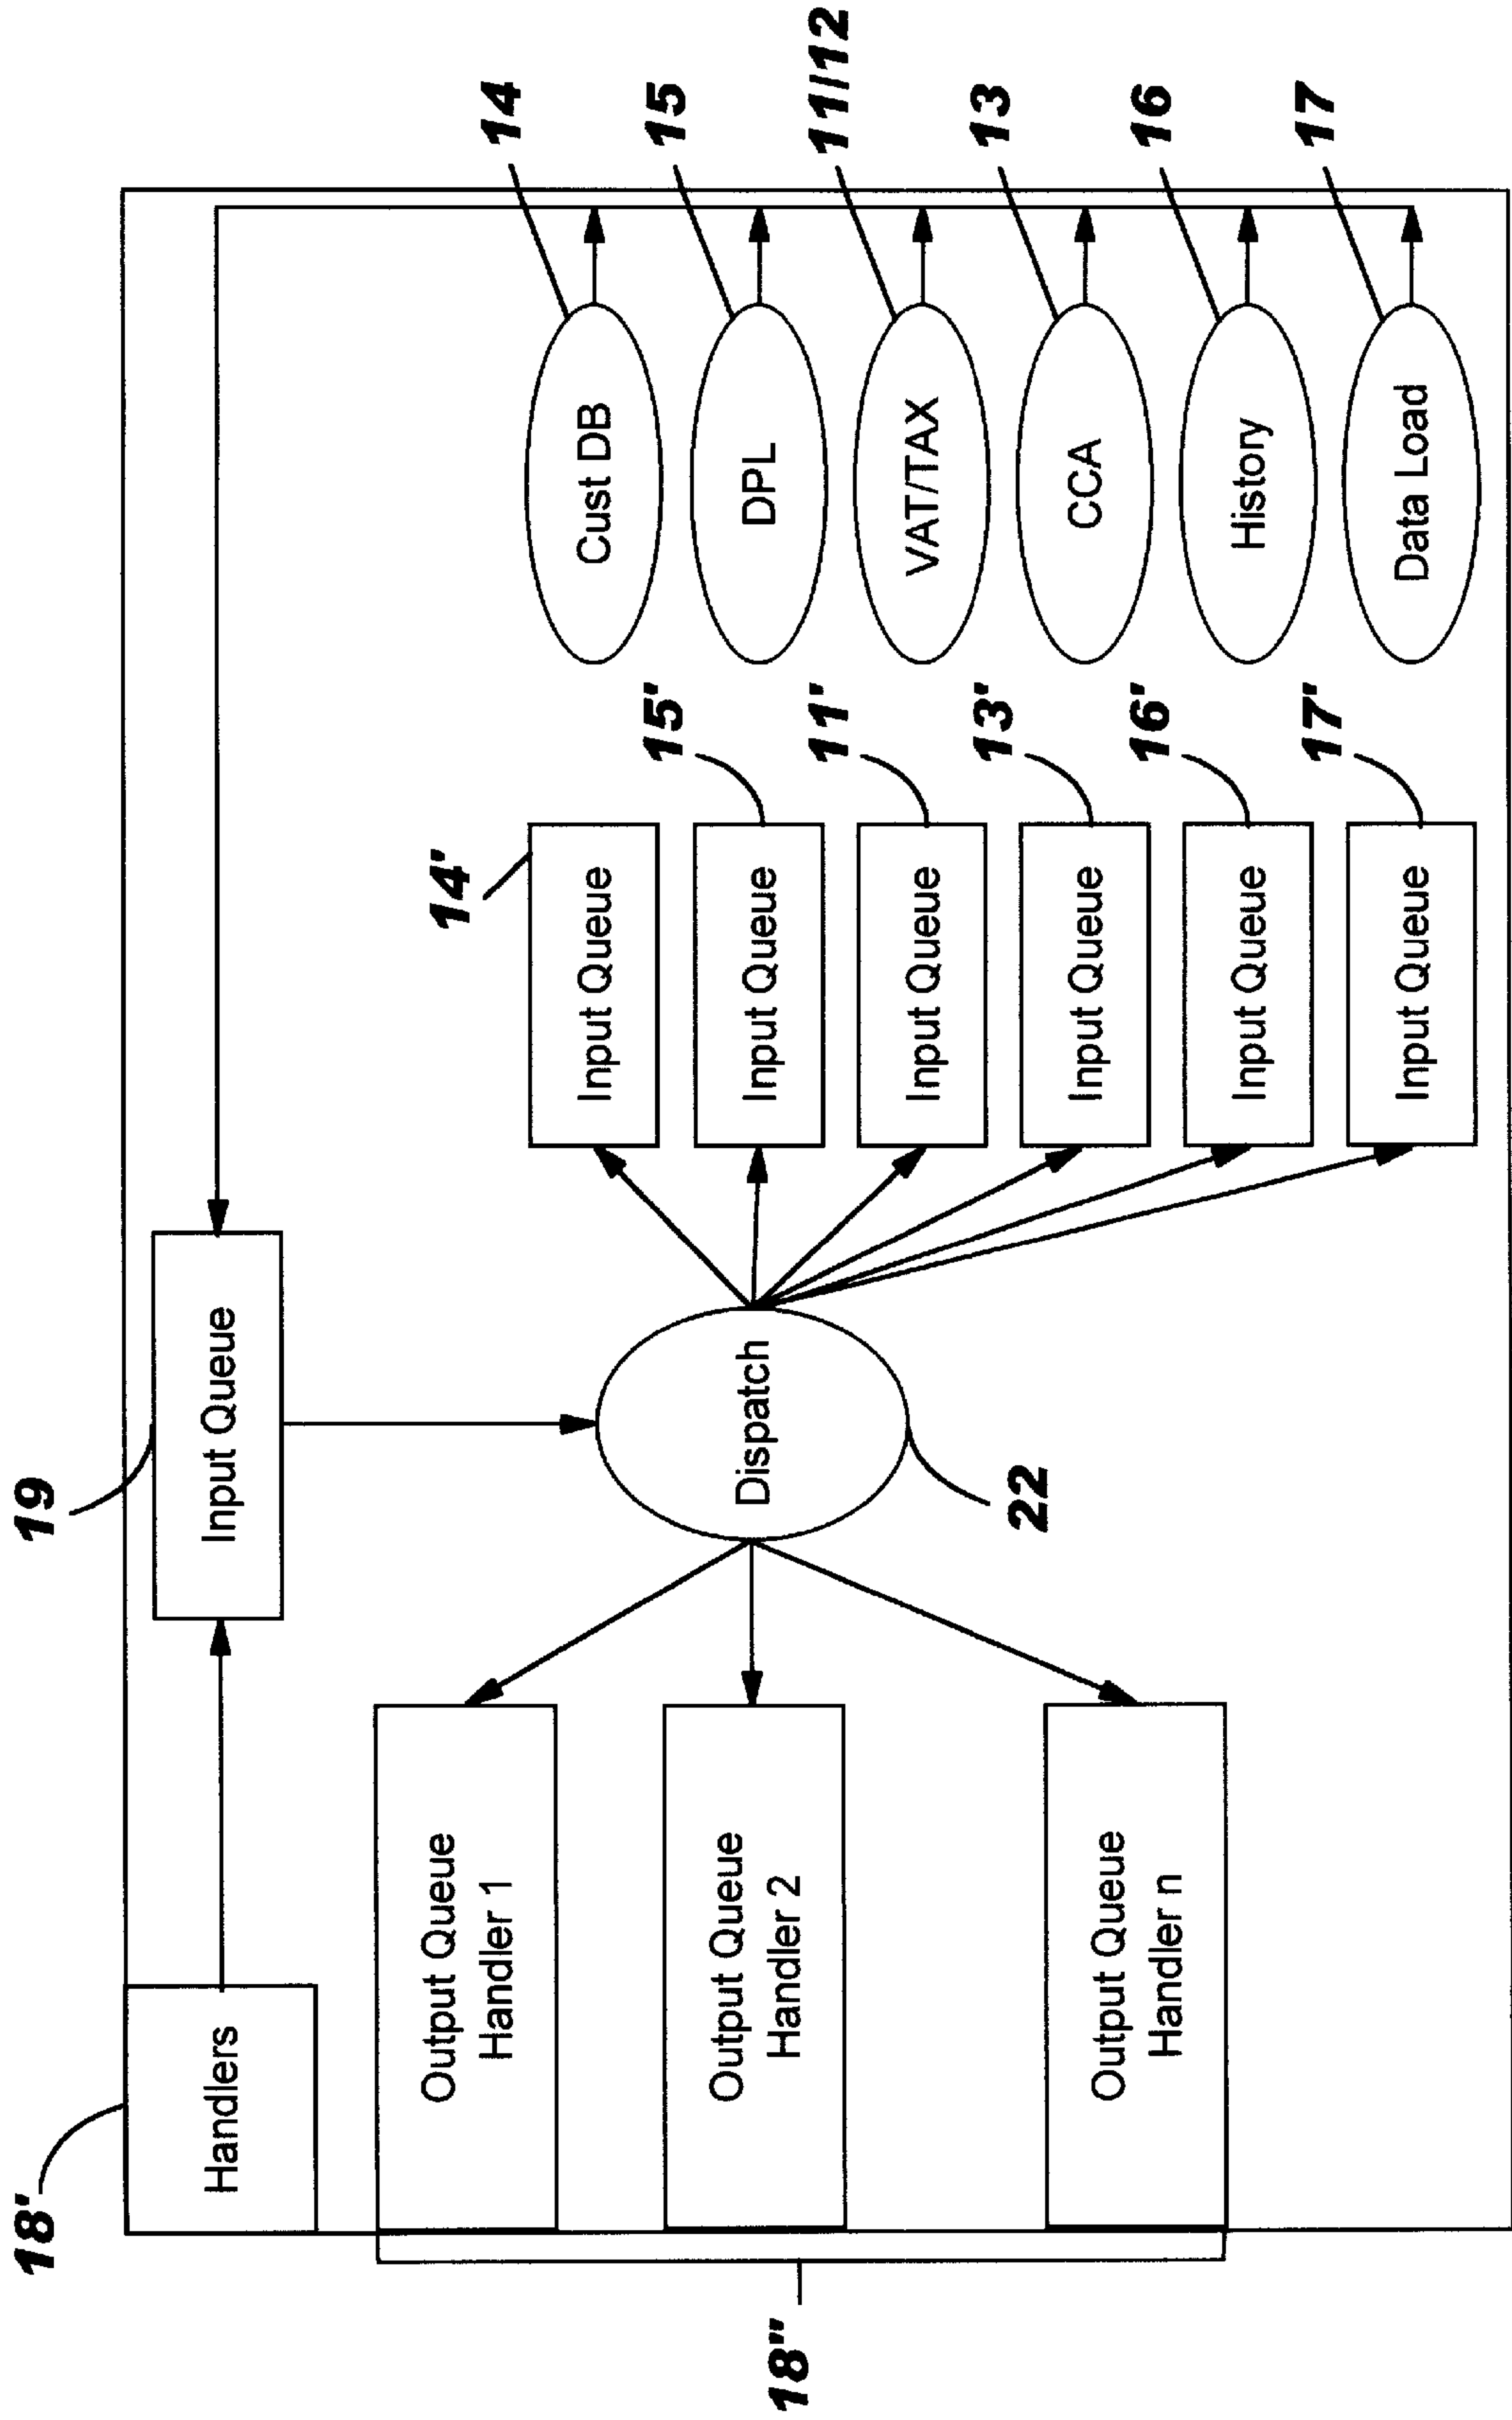 18'
Handlers
19
Input Queue
Output Queue
Handler 1
Output Queue
Handler 2
Output Queue
Handler n
18"
Dispatch
22
14'
Input Queue
15'
Input Queue
11'
Input Queue
13'
Input Queue
16'
Input Queue
17'
Input Queue
14
Cust DB
15
DPL
11/12
VAT/TAX
13
CCA
16
History
17
Data Load